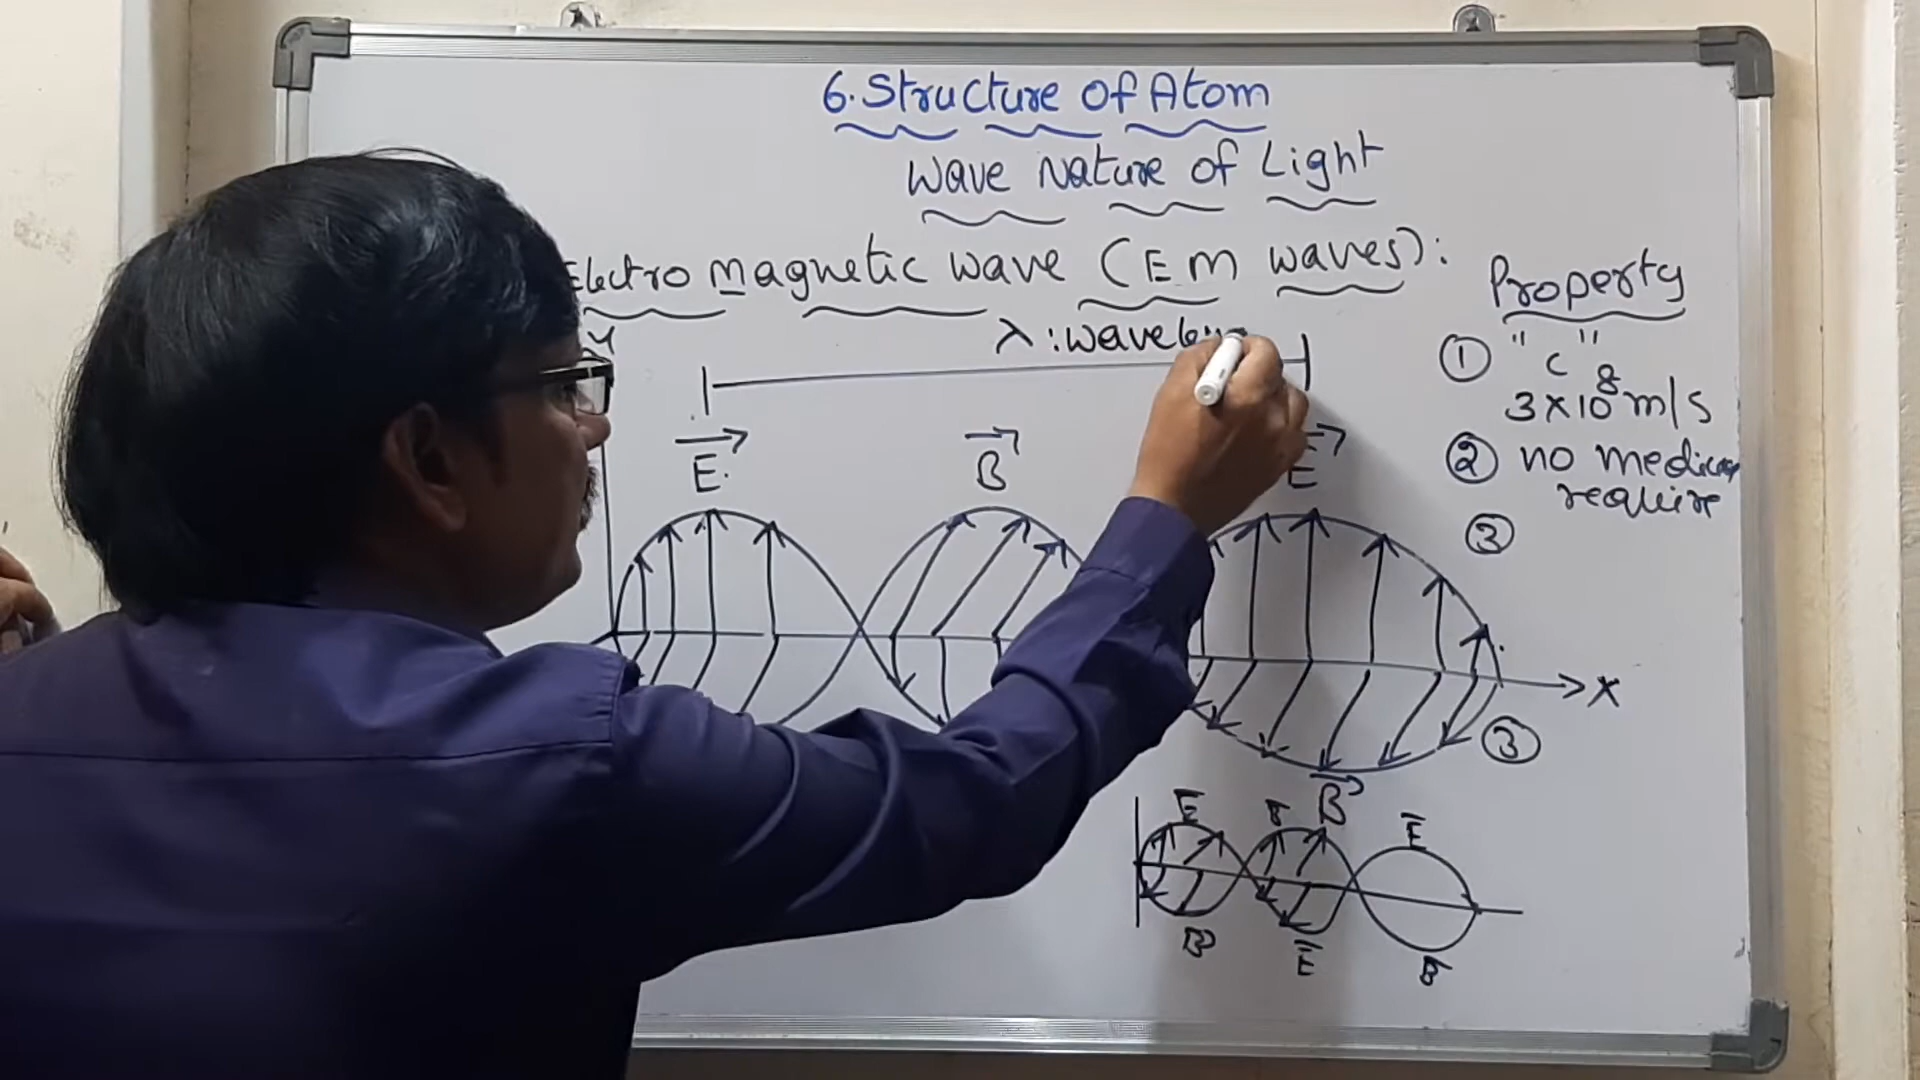 6. Structure of Atom
Wave Nature of Light
Electro Magnetic Wave (EM waves):
Property
① "c"
3×10⁸ m/s
② no medium
require
③
Y
λ : wavelen
E B E
X
③
B
E B E
B E B